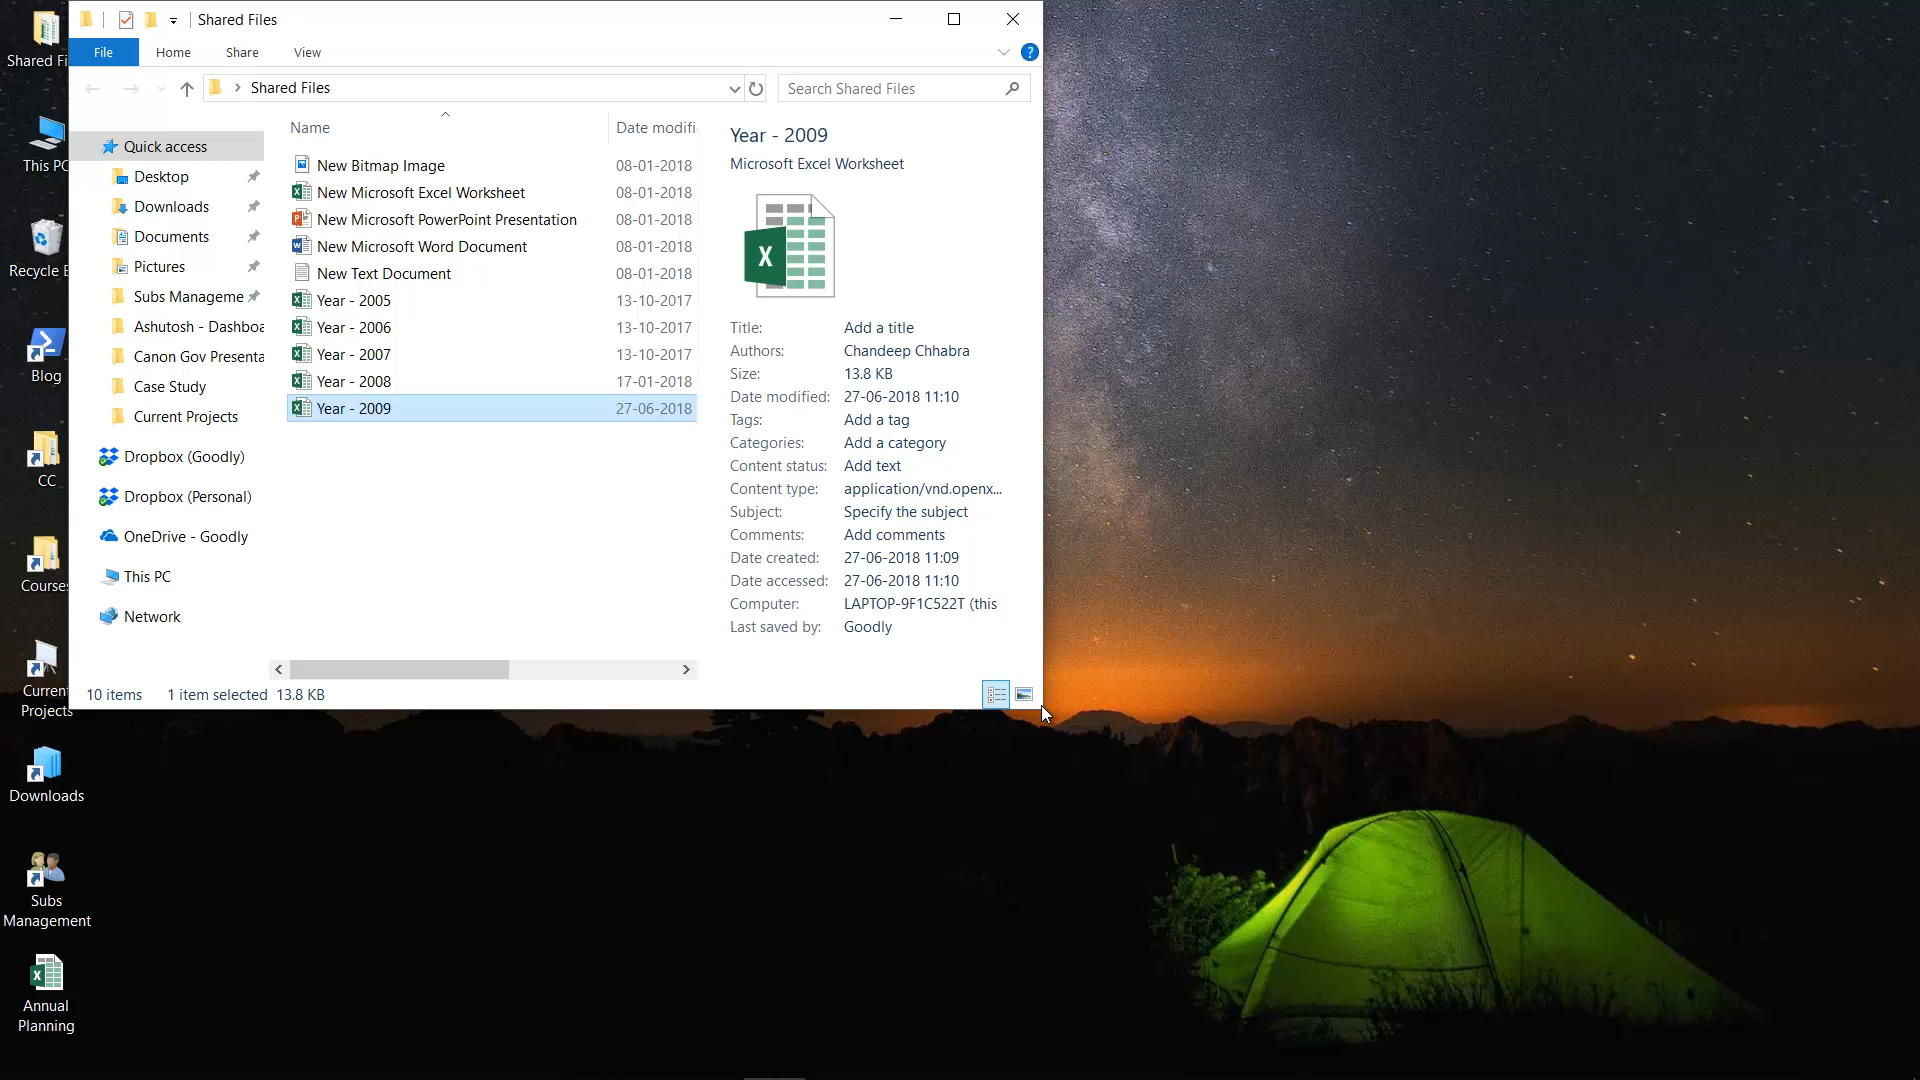 Shared Files
File Home Share View
?
Shared Files
Search Shared Files
Name Date modifi
Quick access
Desktop
Downloads
Documents
Pictures
Subs Manageme
Ashutosh - Dashboa
Canon Gov Presenta
Case Study
Current Projects
Dropbox (Goodly)
Dropbox (Personal)
OneDrive - Goodly
This PC
Network
New Bitmap Image 08-01-2018
New Microsoft Excel Worksheet 08-01-2018
New Microsoft PowerPoint Presentation 08-01-2018
New Microsoft Word Document 08-01-2018
New Text Document 08-01-2018
Year - 2005 13-10-2017
Year - 2006 13-10-2017
Year - 2007 13-10-2017
Year - 2008 17-01-2018
Year - 2009 27-06-2018
Year - 2009
Microsoft Excel Worksheet
X
Title: Add a title
Authors: Chandeep Chhabra
Size: 13.8 KB
Date modified: 27-06-2018 11:10
Tags: Add a tag
Categories: Add a category
Content status: Add text
Content type: application/vnd.openx...
Subject: Specify the subject
Comments: Add comments
Date created: 27-06-2018 11:09
Date accessed: 27-06-2018 11:10
Computer: LAPTOP-9F1C522T (this
Last saved by: Goodly
10 items 1 item selected 13.8 KB
Shared Fi
This PC
Recycle B
Blog
CC
Courses
Current
Projects
Downloads
Subs
Management
Annual
Planning